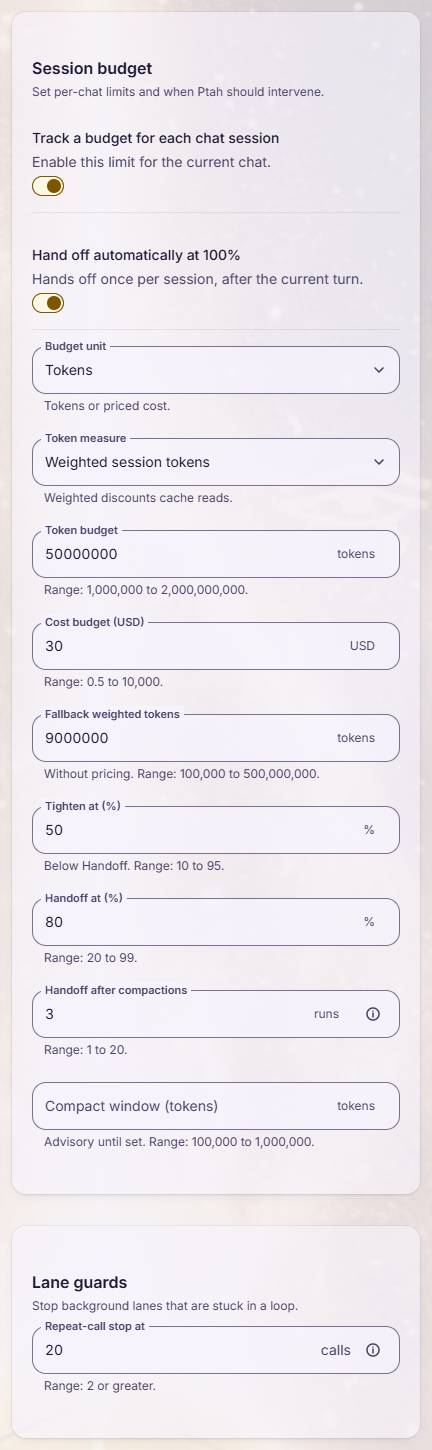 Session budget
Set per-chat limits and when Ptah should intervene.
Track a budget for each chat session
Enable this limit for the current chat.
Hand off automatically at 100%
Hands off once per session, after the current turn.
Budget unit
Tokens
Tokens or priced cost.
Token measure
Weighted session tokens
Weighted discounts cache reads.
Token budget
50000000 tokens
Range: 1,000,000 to 2,000,000,000.
Cost budget (USD)
30 USD
Range: 0.5 to 10,000.
Fallback weighted tokens
9000000 tokens
Without pricing. Range: 100,000 to 500,000,000.
Tighten at (%)
50 %
Below Handoff. Range: 10 to 95.
Handoff at (%)
80 %
Range: 20 to 99.
Handoff after compactions
3 runs
Range: 1 to 20.
Compact window (tokens) tokens
Advisory until set. Range: 100,000 to 1,000,000.
Lane guards
Stop background lanes that are stuck in a loop.
Repeat-call stop at
20 calls
Range: 2 or greater.